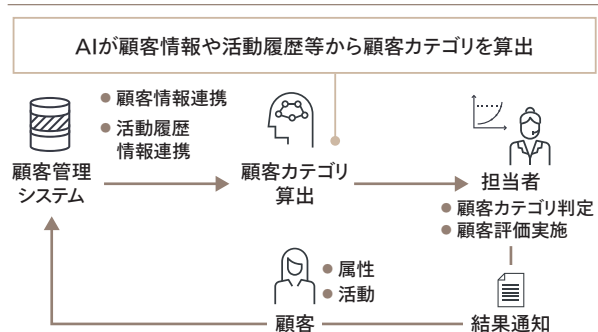 AIが顧客情報や活動履歴等から顧客カテゴリを算出
● 顧客情報連携
● 活動履歴
情報連携
顧客管理
システム
顧客カテゴリ
算出
担当者
● 顧客カテゴリ判定
● 顧客評価実施
● 属性
● 活動
顧客
結果通知